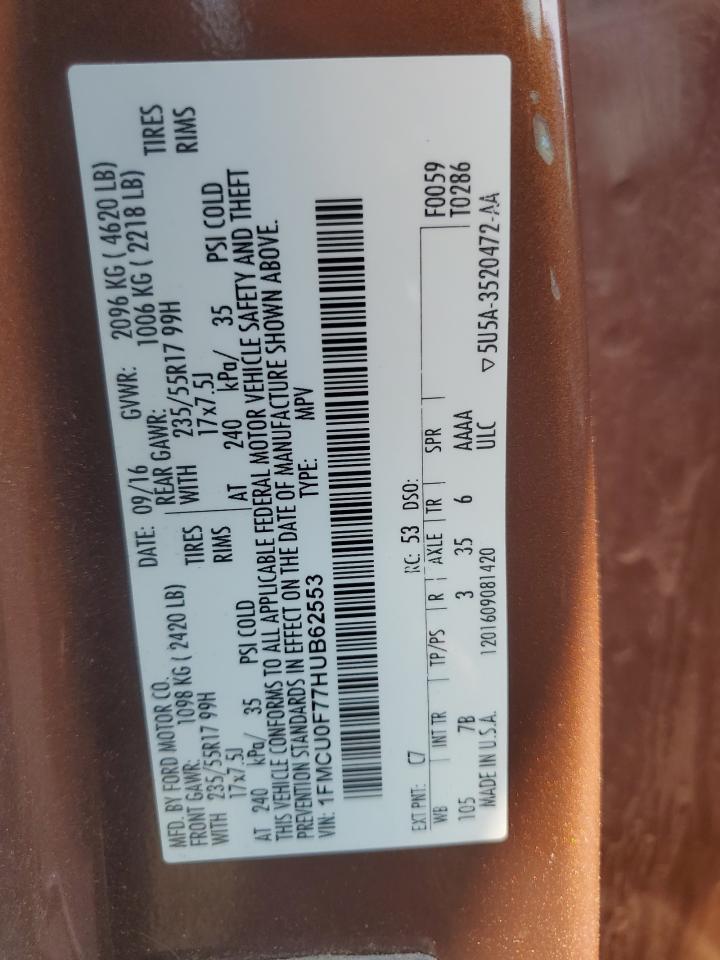 MFD. BY FORD MOTOR CO. DATE: 09/16 GVWR: 2096 KG ( 4620 LB)
FRONT GAWR: 1098 KG ( 2420 LB) REAR GAWR: 1006 KG ( 2218 LB)
WITH 235/55R17 99H TIRES WITH 235/55R17 99H TIRES
17x7.5J RIMS 17x7.5J RIMS
AT 240 kPa/ 35 PSI COLD AT 240 kPa/ 35 PSI COLD
THIS VEHICLE CONFORMS TO ALL APPLICABLE FEDERAL MOTOR VEHICLE SAFETY AND THEFT
PREVENTION STANDARDS IN EFFECT ON THE DATE OF MANUFACTURE SHOWN ABOVE.
VIN: 1FMCU0F77HUB62553 TYPE: MPV
EXT PNT: C7 RC: 53 DSO: F0059
WB INT TR TP/PS R AXLE TR SPR T0286
105 7B 3 35 6 AAAA
MADE IN U.S.A. 1201609081420 ULC ▽5U5A-3520472-AA